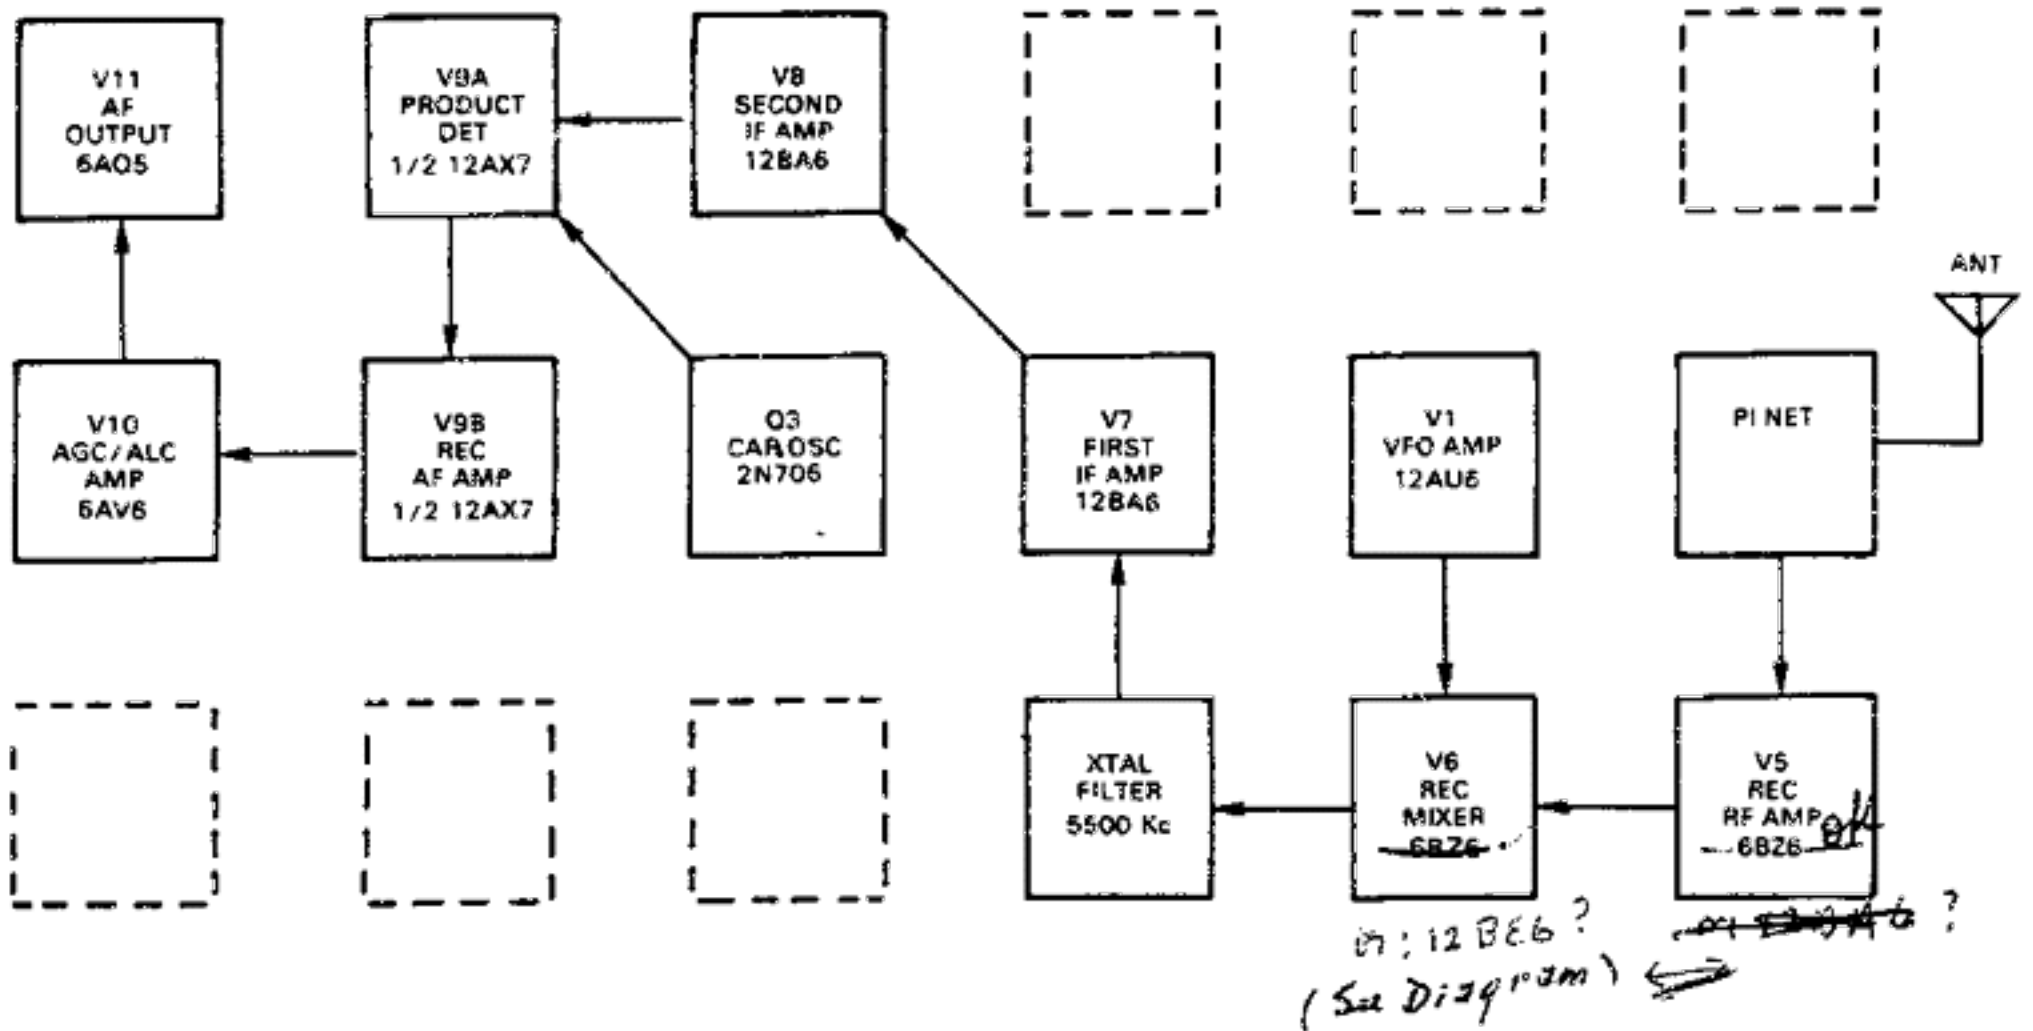 V11
AF
OUTPUT
6AQ5
V9A
PRODUCT
DET
1/2 12AX7
V8
SECOND
IF AMP
12BA6
ANT
V10
AGC/ALC
AMP
6AV6
V9B
REC
AF AMP
1/2 12AX7
Q3
CAR.OSC
2N706
V7
FIRST
IF AMP
12BA6
V1
VFO AMP
12AU6
PI NET
XTAL
FILTER
5500 Kc
V6
REC
MIXER
6BZ6
V5
REC
RF AMP
6BZ6 OK
or: 12BE6?
?
(See Diagram)